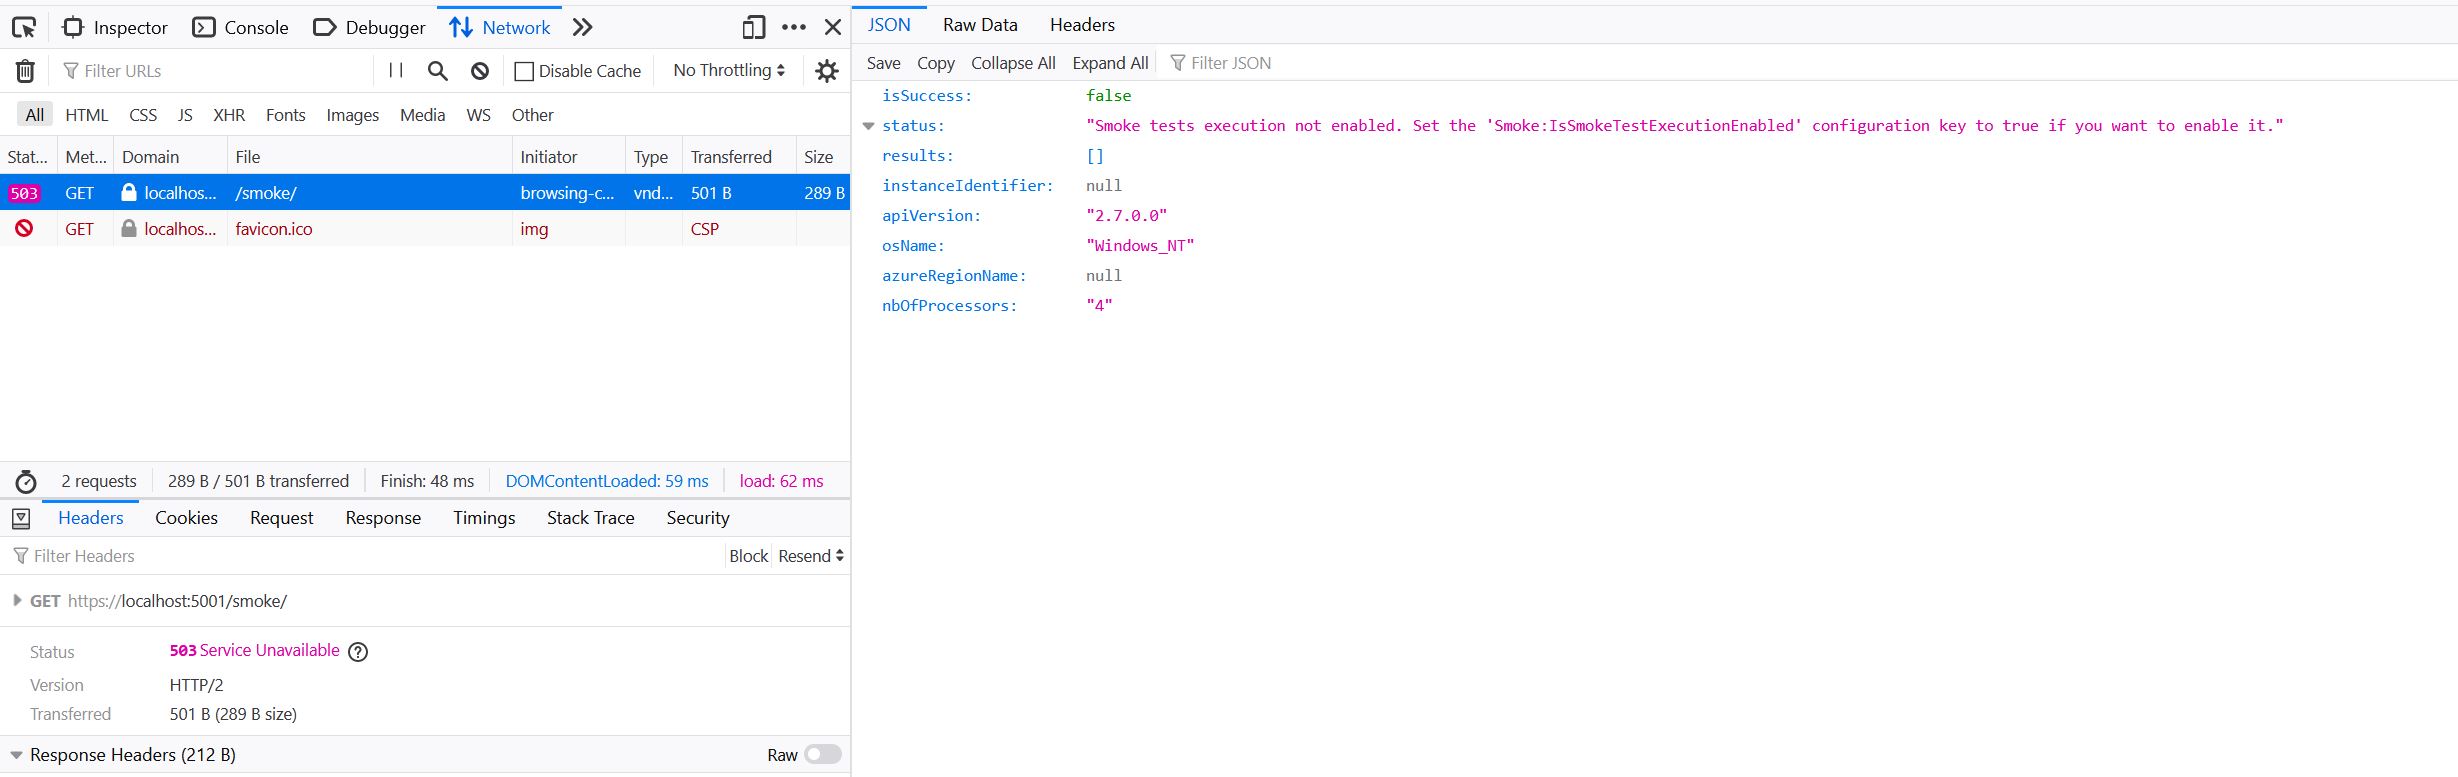 Inspector Console Debugger Network
Filter URLs Disable Cache No Throttling
All HTML CSS JS XHR Fonts Images Media WS Other
Stat... Met... Domain File Initiator Type Transferred Size
503 GET localhos... /smoke/ browsing-c... vnd... 501 B 289 B
GET localhos... favicon.ico img CSP
2 requests 289 B / 501 B transferred Finish: 48 ms DOMContentLoaded: 59 ms load: 62 ms
Headers Cookies Request Response Timings Stack Trace Security
Filter Headers Block Resend
GET https://localhost:5001/smoke/
Status 503 Service Unavailable
Version HTTP/2
Transferred 501 B (289 B size)
Response Headers (212 B) Raw
JSON Raw Data Headers
Save Copy Collapse All Expand All Filter JSON
isSuccess: false
status: "Smoke tests execution not enabled. Set the 'Smoke:IsSmokeTestExecutionEnabled' configuration key to true if you want to enable it."
results: []
instanceIdentifier: null
apiVersion: "2.7.0.0"
osName: "Windows_NT"
azureRegionName: null
nbOfProcessors: "4"